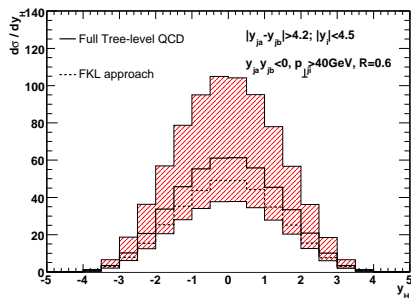 dσ / dy_H
140
120
100
80
60
40
20
0
Full Tree-level QCD
FKL approach
|y_ja-y_jb|>4.2; |y_i|<4.5
y_ja y_jb<0, p_⊥ji>40GeV, R=0.6
-5 -4 -3 -2 -1 0 1 2 3 4 5
y_H